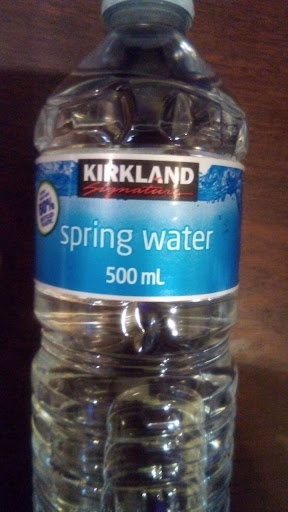 KIRKLAND
Signature
spring water
500 mL